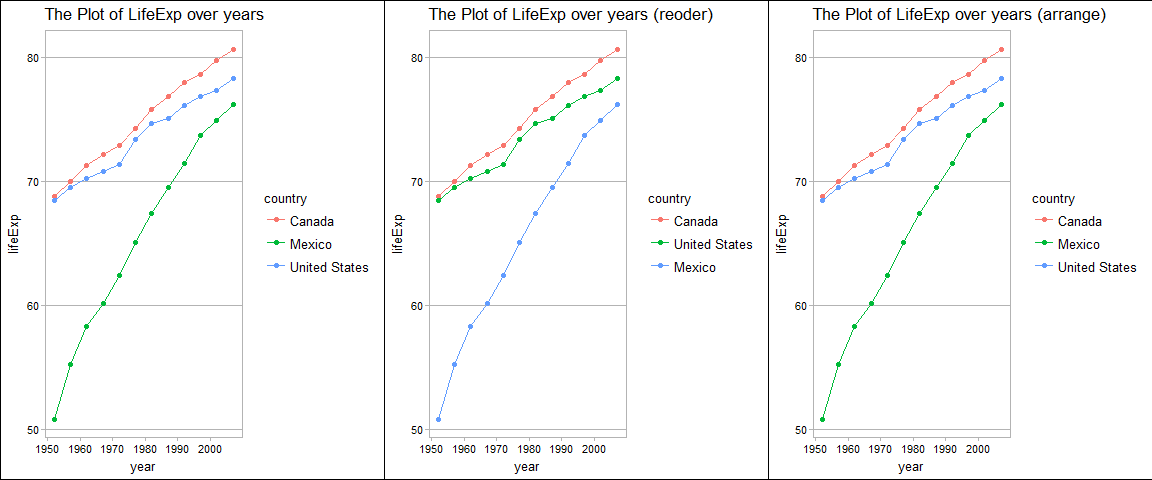 The Plot of LifeExp over years
80
70
60
50
lifeExp
1950 1960 1970 1980 1990 2000
year
country
Canada
Mexico
United States
The Plot of LifeExp over years (reoder)
80
70
60
50
lifeExp
1950 1960 1970 1980 1990 2000
year
country
Canada
United States
Mexico
The Plot of LifeExp over years (arrange)
80
70
60
50
lifeExp
1950 1960 1970 1980 1990 2000
year
country
Canada
Mexico
United States